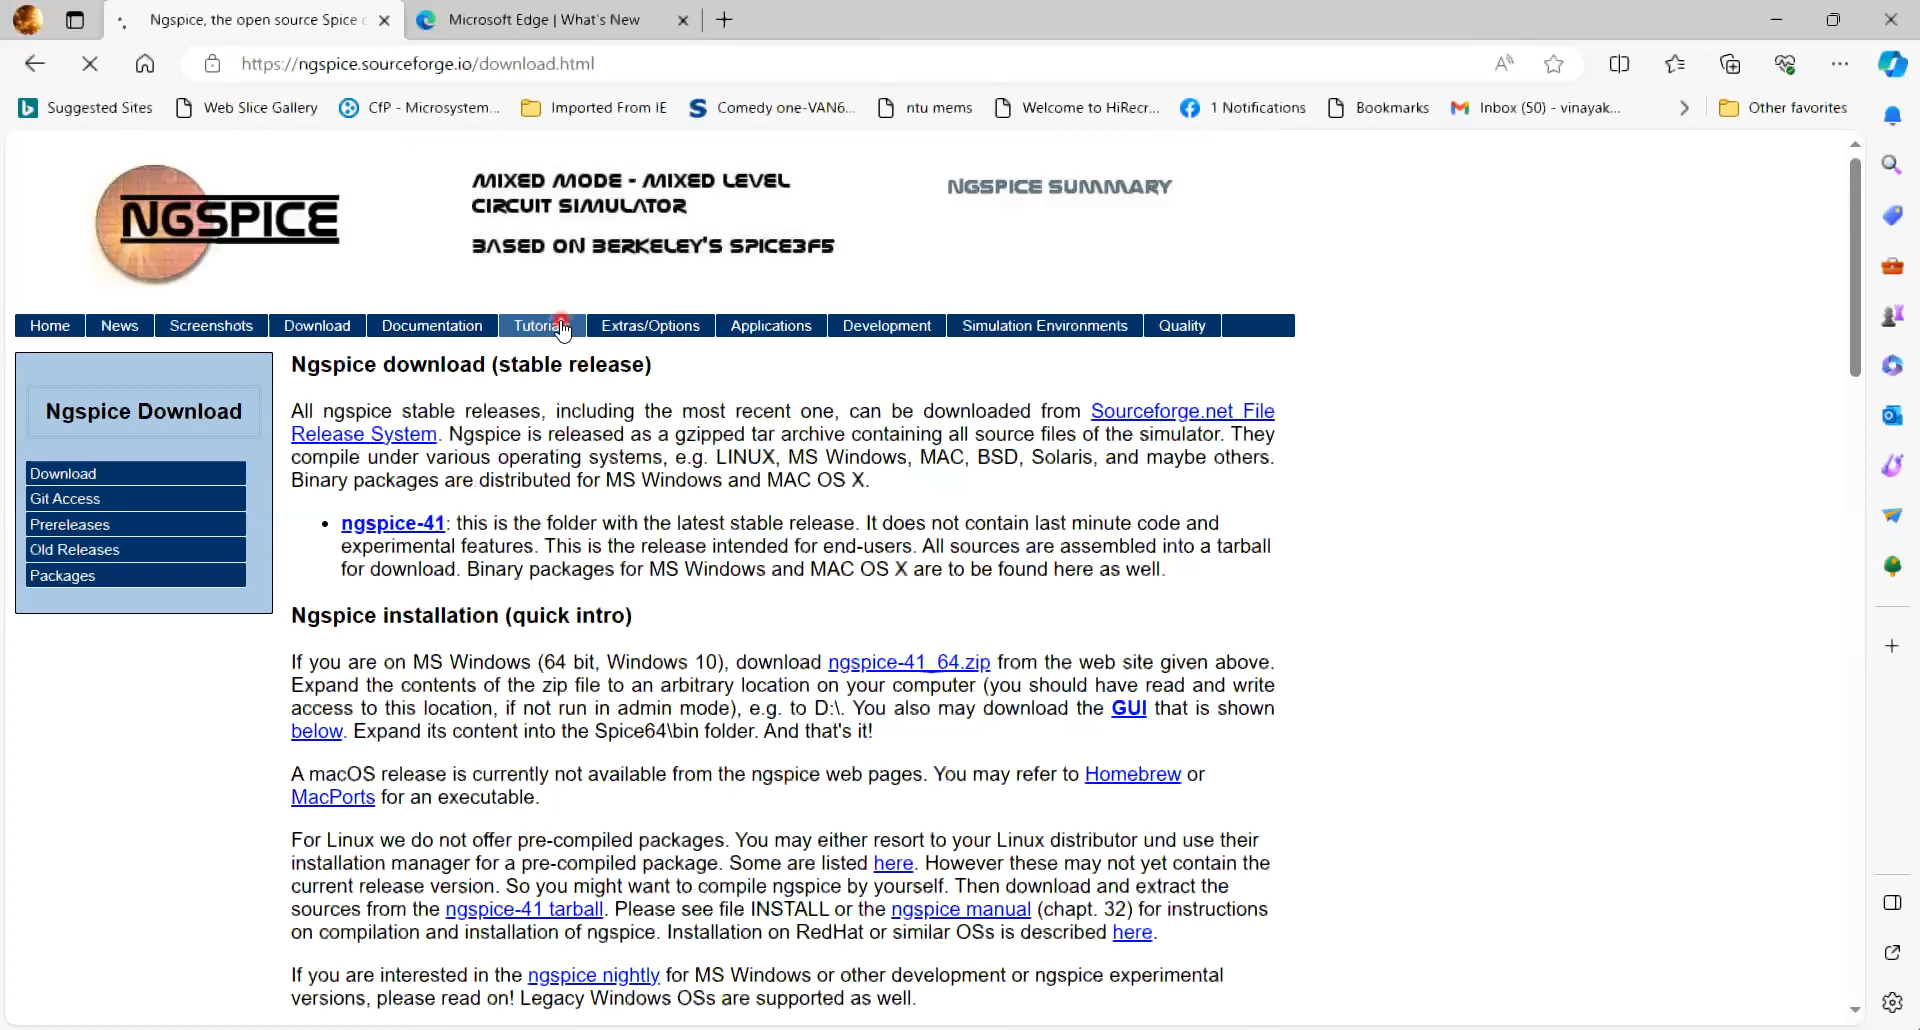 Ngspice, the open source Spice c
Microsoft Edge | What's New
https://ngspice.sourceforge.io/download.html
Suggested Sites
Web Slice Gallery
CfP - Microsystem...
Imported From IE
Comedy one-VAN6...
ntu mems
Welcome to HiRecr...
1 Notifications
Bookmarks
Inbox (50) - vinayak...
Other favorites
NGSPICE
MIXED MODE - MIXED LEVEL
CIRCUIT SIMULATOR
BASED ON BERKELEY'S SPICE3F5
NGSPICE SUMMARY
Home
News
Screenshots
Download
Documentation
Extras/Options
Applications
Development
Simulation Environments
Quality
Ngspice Download
Download
Git Access
Prereleases
Old Releases
Packages
Ngspice download (stable release)
All ngspice stable releases, including the most recent one, can be downloaded from Sourceforge.net File
Release System. Ngspice is released as a gzipped tar archive containing all source files of the simulator. They
compile under various operating systems, e.g. LINUX, MS Windows, MAC, BSD, Solaris, and maybe others.
Binary packages are distributed for MS Windows and MAC OS X.
• ngspice-41: this is the folder with the latest stable release. It does not contain last minute code and
experimental features. This is the release intended for end-users. All sources are assembled into a tarball
for download. Binary packages for MS Windows and MAC OS X are to be found here as well.
Ngspice installation (quick intro)
If you are on MS Windows (64 bit, Windows 10), download ngspice-41_64.zip from the web site given above.
Expand the contents of the zip file to an arbitrary location on your computer (you should have read and write
access to this location, if not run in admin mode), e.g. to D:\. You also may download the GUI that is shown
below. Expand its content into the Spice64\bin folder. And that's it!
A macOS release is currently not available from the ngspice web pages. You may refer to Homebrew or
MacPorts for an executable.
For Linux we do not offer pre-compiled packages. You may either resort to your Linux distributor und use their
installation manager for a pre-compiled package. Some are listed here. However these may not yet contain the
current release version. So you might want to compile ngspice by yourself. Then download and extract the
sources from the ngspice-41 tarball. Please see file INSTALL or the ngspice manual (chapt. 32) for instructions
on compilation and installation of ngspice. Installation on RedHat or similar OSs is described here.
If you are interested in the ngspice nightly for MS Windows or other development or ngspice experimental
versions, please read on! Legacy Windows OSs are supported as well.